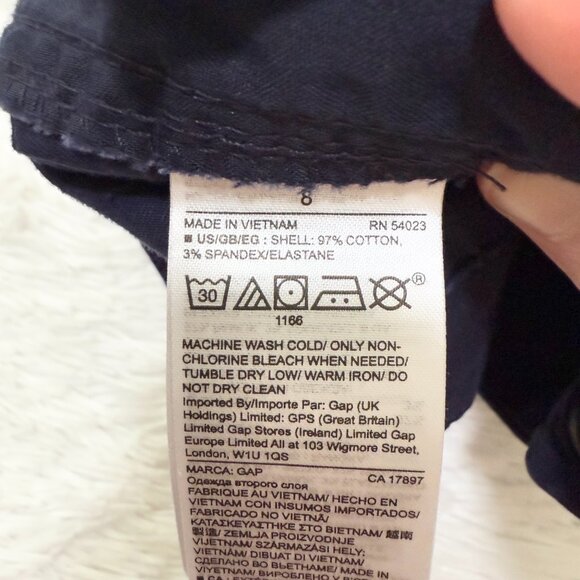 8
MADE IN VIETNAM RN 54023
US/GB/EG : SHELL: 97% COTTON,
3% SPANDEX/ELASTANE
30 ®
1166
MACHINE WASH COLD/ ONLY NON-
CHLORINE BLEACH WHEN NEEDED/
TUMBLE DRY LOW/ WARM IRON/ DO
NOT DRY CLEAN
Imported By/Importe Par: Gap (UK
Holdings) Limited: GPS (Great Britain)
Limited Gap Stores (Ireland) Limited Gap
Europe Limited All at 103 Wigmore Street,
London, W1U 1QS
MARCA: GAP CA 17897
Одежда второго слоя
FABRIQUE AU VIETNAM/ HECHO EN
VIETNAM CON INSUMOS IMPORTADOS/
FABRICADO NO VIETNÃ/
ΚΑΤΑΣΚΕΥΑΣΤΗΚΕ ΣΤΟ ΒΙΕΤΝΑΜ/ 越南
製/ ZEMLJA PROIZVODNJE
VIJETNAM/ SZÁRMAZÁSI HELY:
VIETNÁM/ DIBUAT DI VIETNAM/
СДЕЛАНО ВО ВЬЕТНАМЕ/ MADE IN
VIETNAM/ ВИРОБЛЕНО У